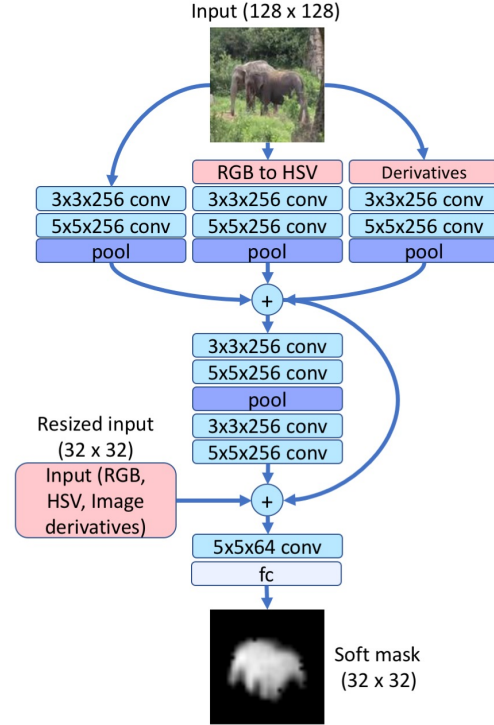 Input (128 x 128)
RGB to HSV
Derivatives
3x3x256 conv
3x3x256 conv
3x3x256 conv
5x5x256 conv
5x5x256 conv
5x5x256 conv
pool
pool
pool
+
3x3x256 conv
5x5x256 conv
pool
3x3x256 conv
5x5x256 conv
Resized input
(32 x 32)
Input (RGB,
HSV, Image
derivatives)
+
5x5x64 conv
fc
Soft mask
(32 x 32)